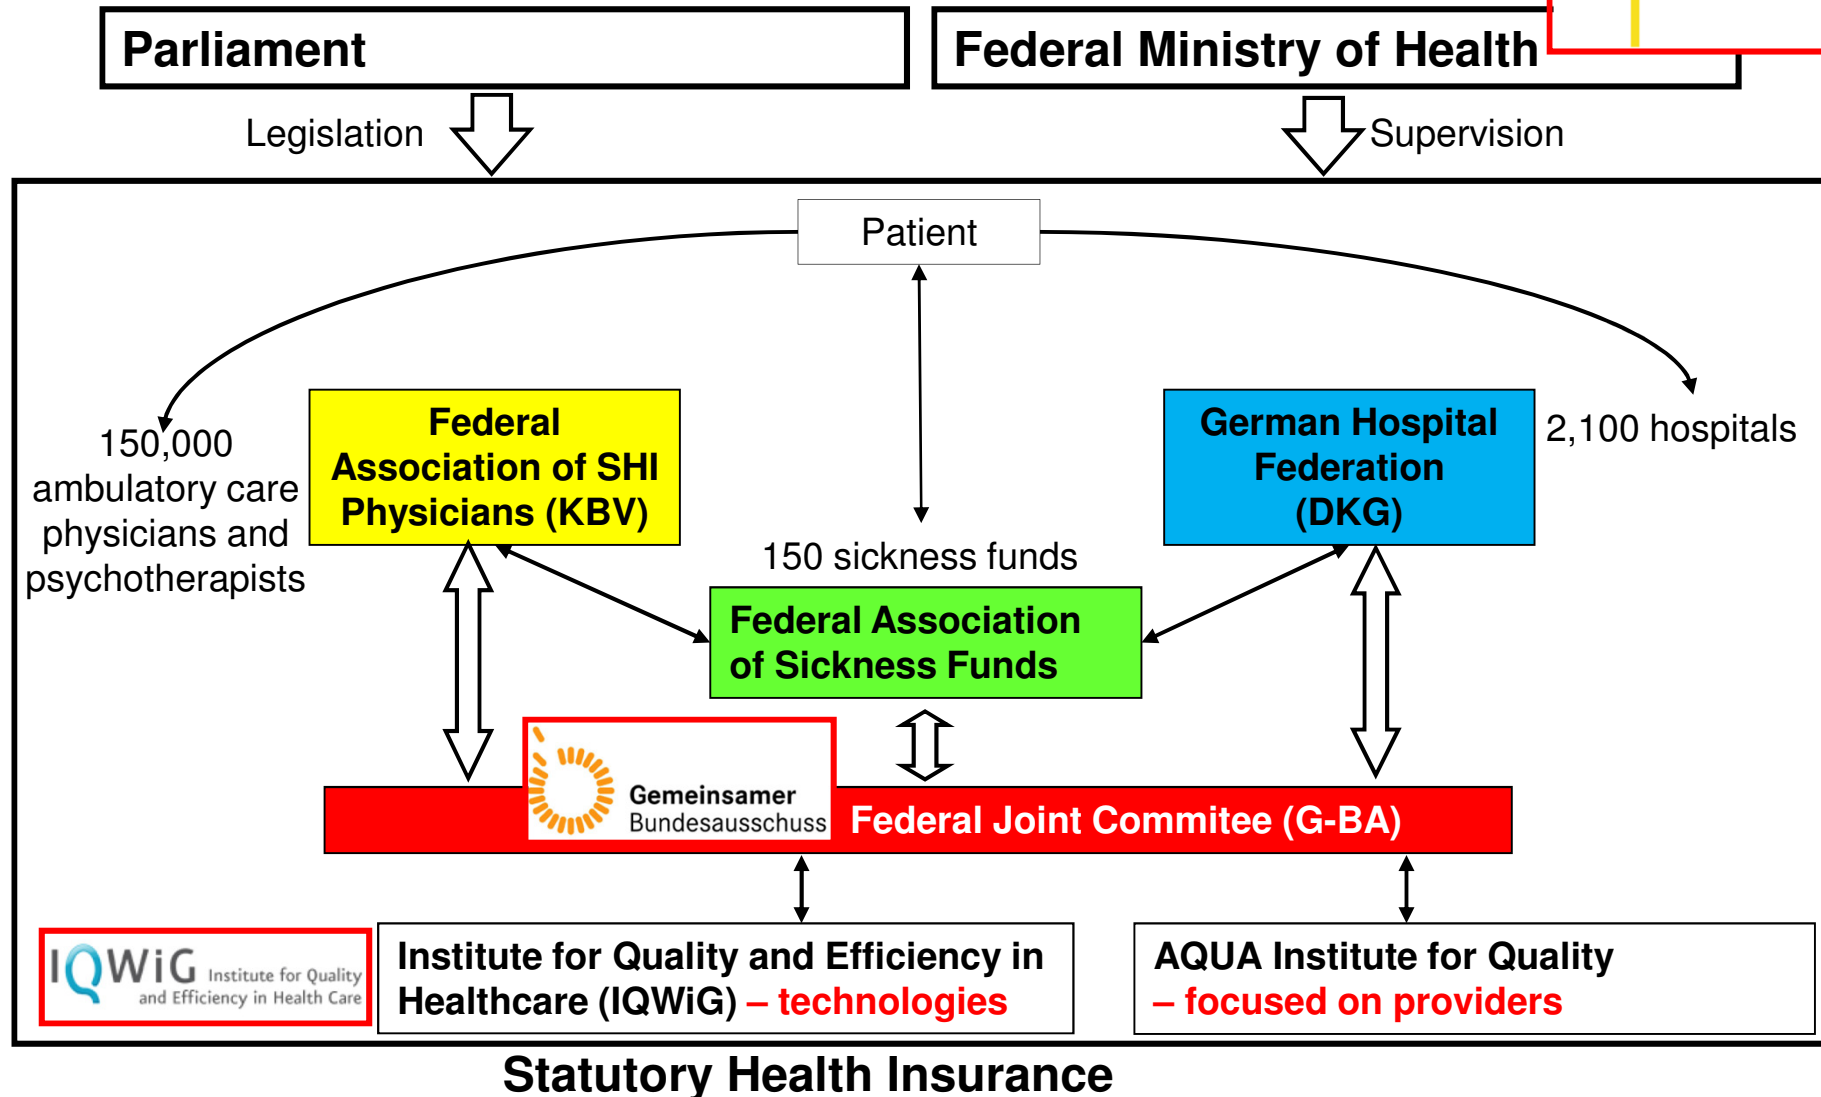 Parliament
Federal Ministry of Health
Legislation
Supervision
Patient
150,000
ambulatory care
physicians and
psychotherapists
Federal
Association of SHI
Physicians (KBV)
German Hospital
Federation
(DKG)
2,100 hospitals
150 sickness funds
Federal Association
of Sickness Funds
Gemeinsamer
Bundesausschuss
Federal Joint Commitee (G-BA)
IQWiG Institute for Quality
and Efficiency in Health Care
Institute for Quality and Efficiency in
Healthcare (IQWiG) – technologies
AQUA Institute for Quality
– focused on providers
Statutory Health Insurance